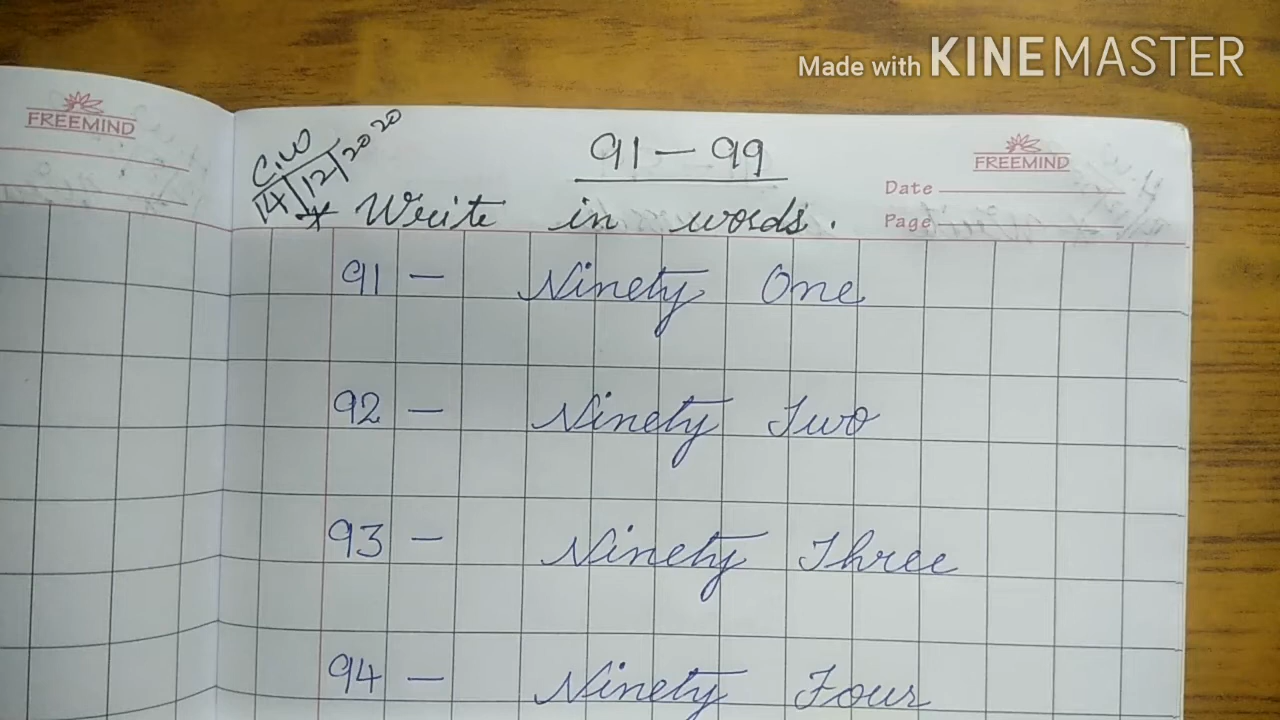 Made with KINEMASTER
FREEMIND
FREEMIND
C.W
14/12/2020
91 — 99
Date
Page
* Write in words.
91 — Ninety One
92 — Ninety Two
93 — Ninety Three
94 — Ninety Four